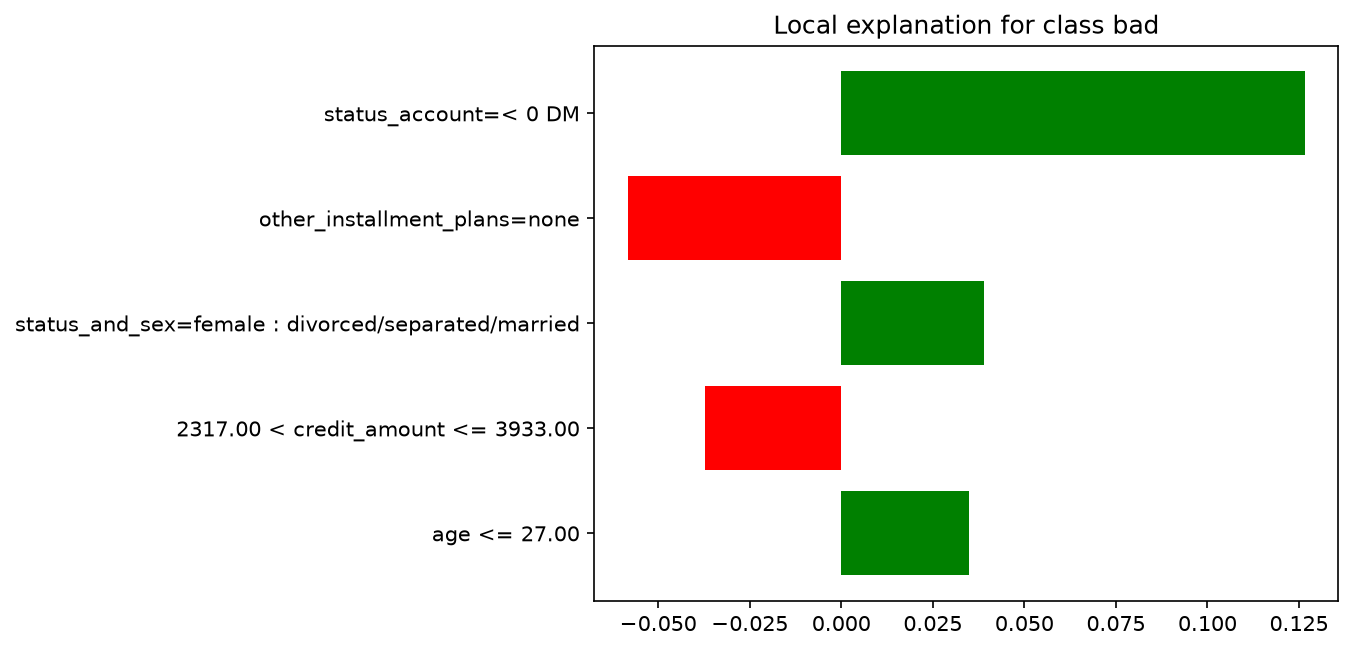 Local explanation for class bad
status_account=< 0 DM
other_installment_plans=none
status_and_sex=female : divorced/separated/married
2317.00 < credit_amount <= 3933.00
age <= 27.00
−0.050 −0.025 0.000 0.025 0.050 0.075 0.100 0.125